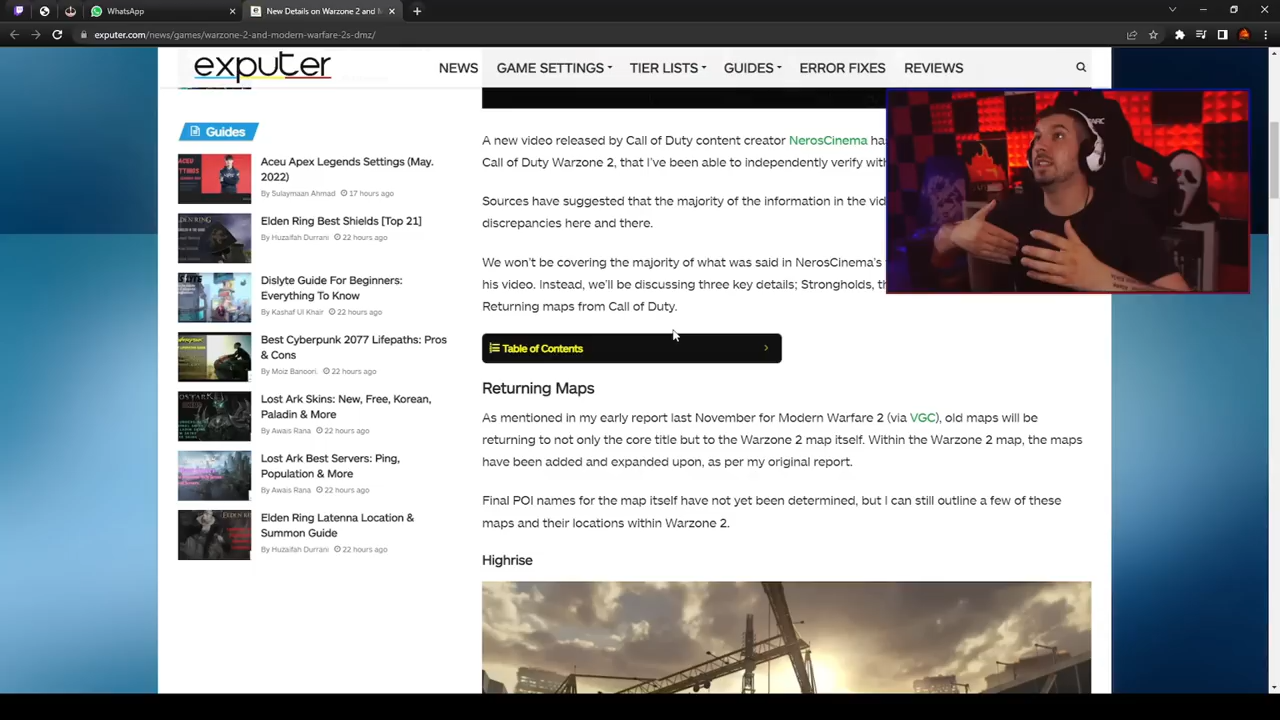 WhatsApp
New Details on Warzone 2 and M
exputer.com/news/games/warzone-2-and-modern-warfare-2s-dmz/
exputer
NEWS
GAME SETTINGS
TIER LISTS
GUIDES
ERROR FIXES
REVIEWS
Guides
Aceu Apex Legends Settings (May.
2022)
By Sulaymaan Ahmad 17 hours ago
Elden Ring Best Shields [Top 21]
By Huzaifah Durrani 22 hours ago
Dislyte Guide For Beginners:
Everything To Know
By Kashaf Ul Khair 22 hours ago
Best Cyberpunk 2077 Lifepaths: Pros
& Cons
By Moiz Banoori. 22 hours ago
Lost Ark Skins: New, Free, Korean,
Paladin & More
By Awais Rana 22 hours ago
Lost Ark Best Servers: Ping,
Population & More
By Awais Rana 22 hours ago
Elden Ring Latenna Location &
Summon Guide
By Huzaifah Durrani 22 hours ago
A new video released by Call of Duty content creator NerosCinema ha
Call of Duty Warzone 2, that I've been able to independently verify with
Sources have suggested that the majority of the information in the vid
discrepancies here and there.
We won't be covering the majority of what was said in NerosCinema's
his video. Instead, we'll be discussing three key details; Strongholds, th
Returning maps from Call of Duty.
Table of Contents
Returning Maps
As mentioned in my early report last November for Modern Warfare 2 (via VGC), old maps will be
returning to not only the core title but to the Warzone 2 map itself. Within the Warzone 2 map, the maps
have been added and expanded upon, as per my original report.
Final POI names for the map itself have not yet been determined, but I can still outline a few of these
maps and their locations within Warzone 2.
Highrise